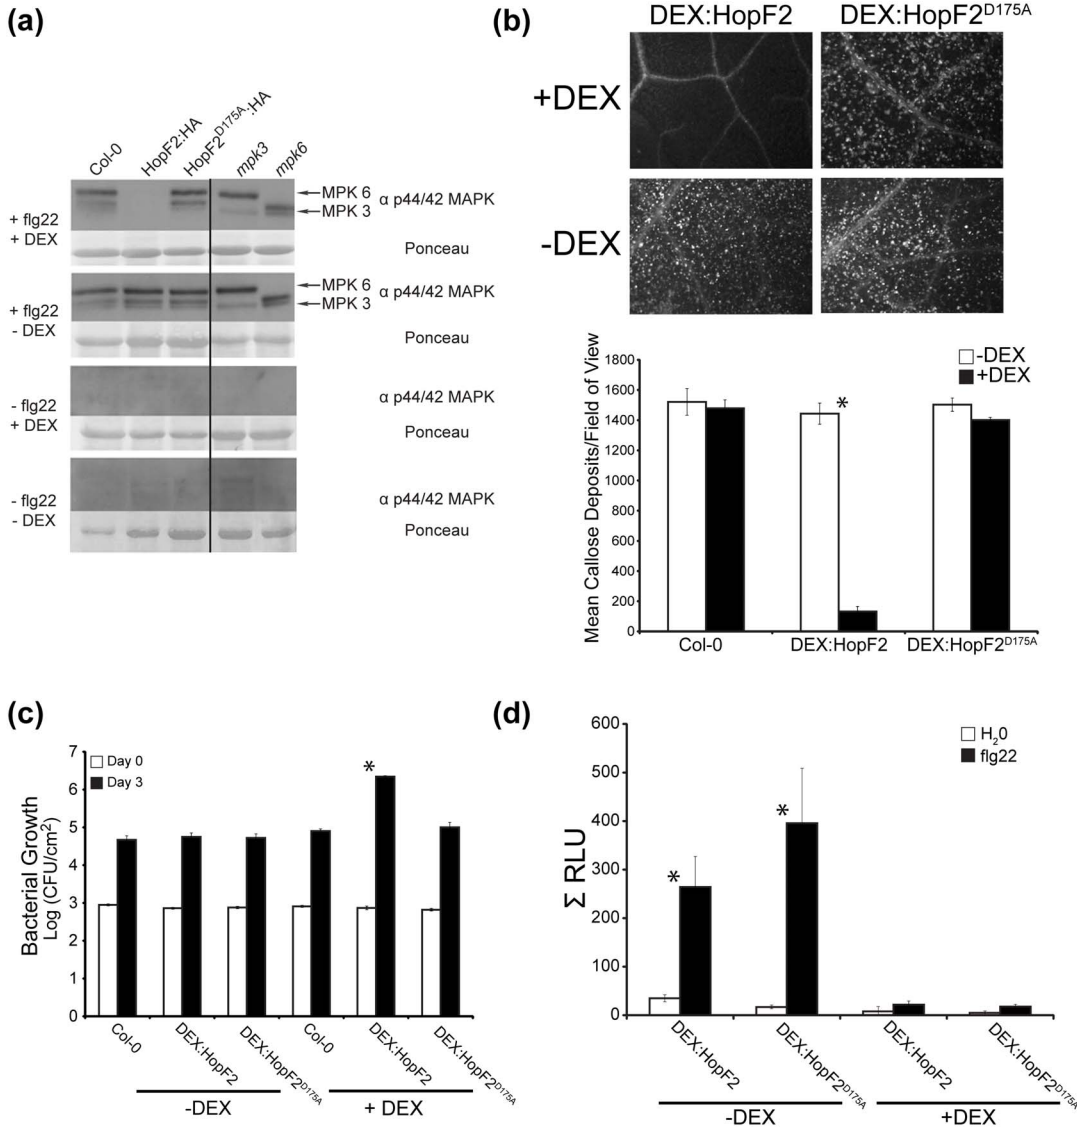 (a)
Col-0
HopF2:HA
HopF2D175A:HA
mpk3
mpk6
+ flg22
+ DEX
MPK 6
MPK 3
α p44/42 MAPK
Ponceau
+ flg22
- DEX
MPK 6
MPK 3
α p44/42 MAPK
Ponceau
- flg22
+ DEX
α p44/42 MAPK
Ponceau
- flg22
- DEX
α p44/42 MAPK
Ponceau
(b)
DEX:HopF2
DEX:HopF2D175A
+DEX
-DEX
Mean Callose Deposits/Field of View
1800
1600
1400
1200
1000
800
600
400
200
0
-DEX
+DEX
*
Col-0
DEX:HopF2
DEX:HopF2D175A
(c)
Bacterial Growth
Log (CFU/cm2)
7
6
5
4
3
2
1
0
Day 0
Day 3
*
Col-0
DEX:HopF2
DEX:HopF2D175A
Col-0
DEX:HopF2
DEX:HopF2D175A
-DEX
+ DEX
(d)
Σ RLU
600
500
400
300
200
100
0
H20
flg22
*
*
DEX:HopF2
DEX:HopF2D175A
DEX:HopF2
DEX:HopF2D175A
-DEX
+DEX